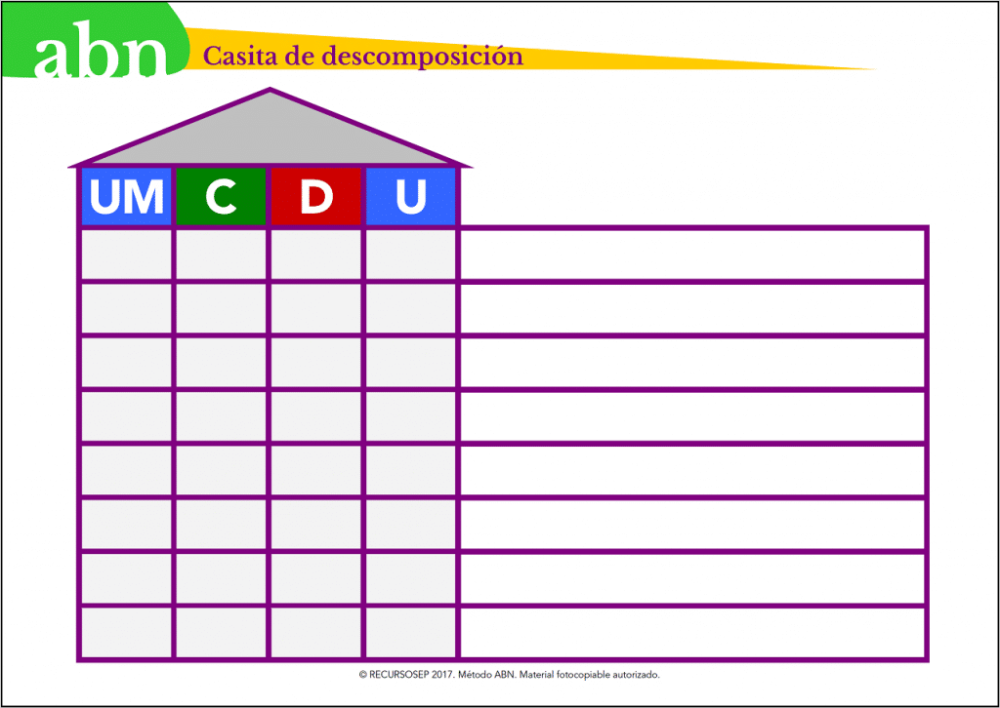 abn
Casita de descomposición
UM C D U
© RECURSOSEP 2017. Método ABN. Material fotocopiable autorizado.